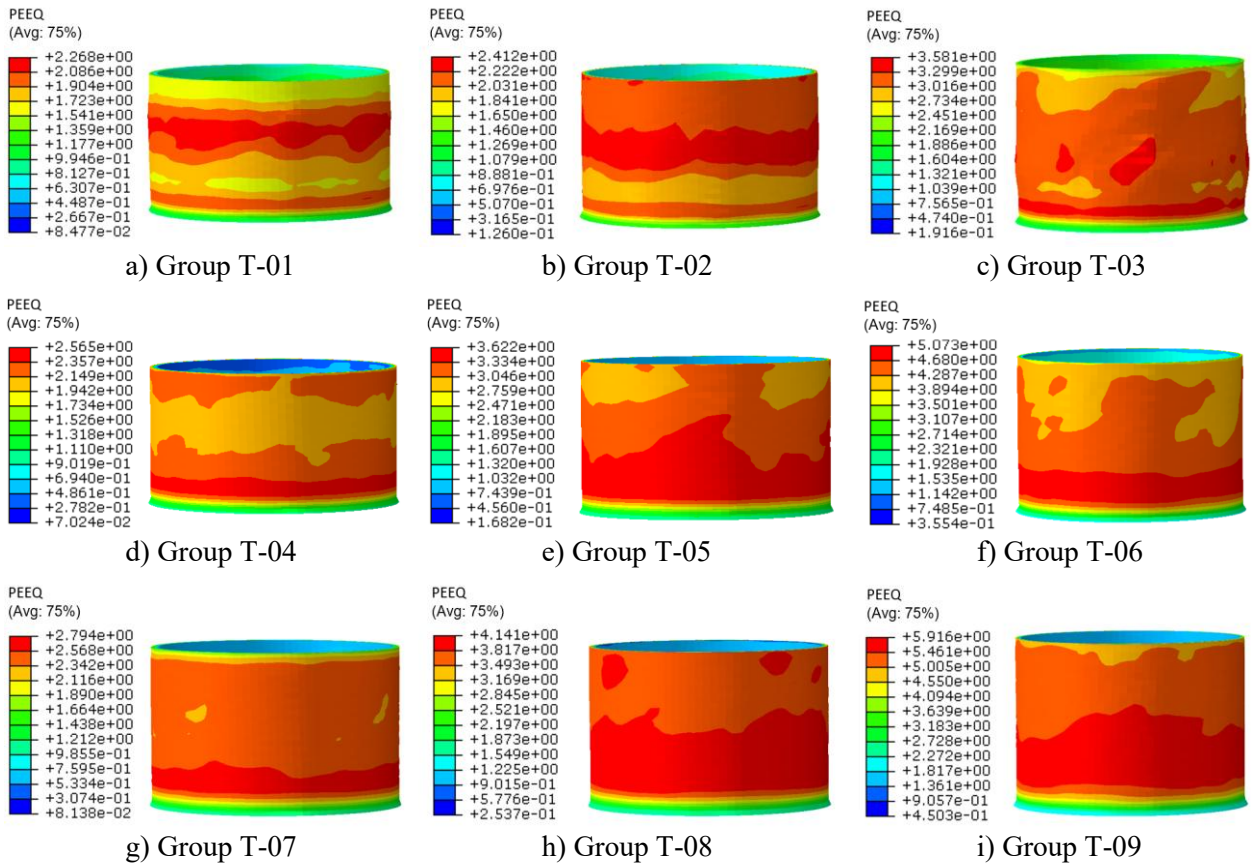 PEEQ
(Avg: 75%)
+2.268e+00
+2.086e+00
+1.904e+00
+1.723e+00
+1.541e+00
+1.359e+00
+1.177e+00
+9.946e-01
+8.127e-01
+6.307e-01
+4.487e-01
+2.667e-01
+8.477e-02
a) Group T-01
PEEQ
(Avg: 75%)
+2.412e+00
+2.222e+00
+2.031e+00
+1.841e+00
+1.650e+00
+1.460e+00
+1.269e+00
+1.079e+00
+8.881e-01
+6.976e-01
+5.070e-01
+3.165e-01
+1.260e-01
b) Group T-02
PEEQ
(Avg: 75%)
+3.581e+00
+3.299e+00
+3.016e+00
+2.734e+00
+2.451e+00
+2.169e+00
+1.886e+00
+1.604e+00
+1.321e+00
+1.039e+00
+7.565e-01
+4.740e-01
+1.916e-01
c) Group T-03
PEEQ
(Avg: 75%)
+2.565e+00
+2.357e+00
+2.149e+00
+1.942e+00
+1.734e+00
+1.526e+00
+1.318e+00
+1.110e+00
+9.019e-01
+6.940e-01
+4.861e-01
+2.782e-01
+7.024e-02
d) Group T-04
PEEQ
(Avg: 75%)
+3.622e+00
+3.334e+00
+3.046e+00
+2.759e+00
+2.471e+00
+2.183e+00
+1.895e+00
+1.607e+00
+1.320e+00
+1.032e+00
+7.439e-01
+4.560e-01
+1.682e-01
e) Group T-05
PEEQ
(Avg: 75%)
+5.073e+00
+4.680e+00
+4.287e+00
+3.894e+00
+3.501e+00
+3.107e+00
+2.714e+00
+2.321e+00
+1.928e+00
+1.535e+00
+1.142e+00
+7.485e-01
+3.554e-01
f) Group T-06
PEEQ
(Avg: 75%)
+2.794e+00
+2.568e+00
+2.342e+00
+2.116e+00
+1.890e+00
+1.664e+00
+1.438e+00
+1.212e+00
+9.855e-01
+7.595e-01
+5.334e-01
+3.074e-01
+8.138e-02
g) Group T-07
PEEQ
(Avg: 75%)
+4.141e+00
+3.817e+00
+3.493e+00
+3.169e+00
+2.845e+00
+2.521e+00
+2.197e+00
+1.873e+00
+1.549e+00
+1.225e+00
+9.015e-01
+5.776e-01
+2.537e-01
h) Group T-08
PEEQ
(Avg: 75%)
+5.916e+00
+5.461e+00
+5.005e+00
+4.550e+00
+4.094e+00
+3.639e+00
+3.183e+00
+2.728e+00
+2.272e+00
+1.817e+00
+1.361e+00
+9.057e-01
+4.503e-01
i) Group T-09